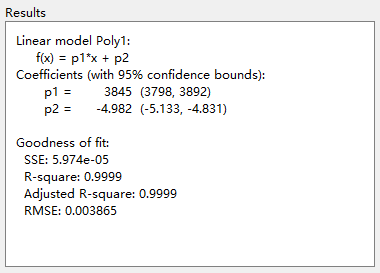 Results
Linear model Poly1:
f(x) = p1*x + p2
Coefficients (with 95% confidence bounds):
p1 = 3845 (3798, 3892)
p2 = -4.982 (-5.133, -4.831)
Goodness of fit:
SSE: 5.974e-05
R-square: 0.9999
Adjusted R-square: 0.9999
RMSE: 0.003865